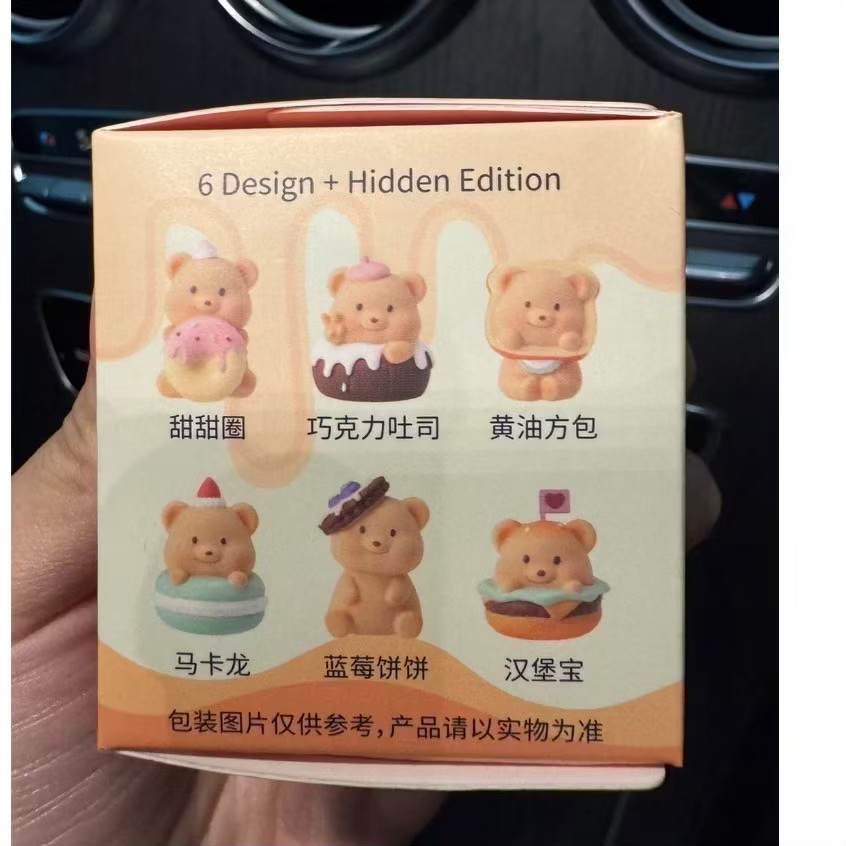 6 Design + Hidden Edition
甜甜圈 巧克力吐司 黄油方包
马卡龙 蓝莓饼饼 汉堡宝
包装图片仅供参考,产品请以实物为准